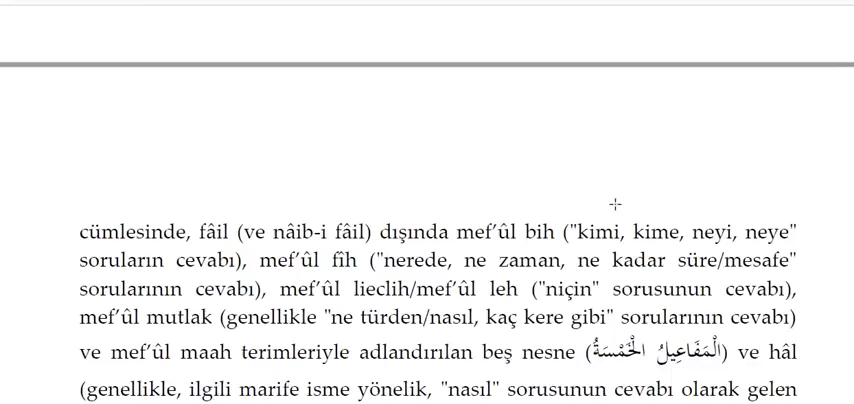 cümlesinde, fâil (ve nâib-i fâil) dışında mef’ûl bih ("kimi, kime, neyi, neye"
soruların cevabı), mef’ûl fîh ("nerede, ne zaman, ne kadar süre/mesafe"
sorularının cevabı), mef’ûl lieclih/mef’ûl leh ("niçin" sorusunun cevabı),
mef’ûl mutlak (genellikle "ne türden/nasıl, kaç kere gibi" sorularının cevabı)
ve mef’ûl maah terimleriyle adlandırılan beş nesne (الْمَفَاعِيلُ الْخَمْسَةُ) ve hâl
(genellikle, ilgili marife isme yönelik, "nasıl" sorusunun cevabı olarak gelen